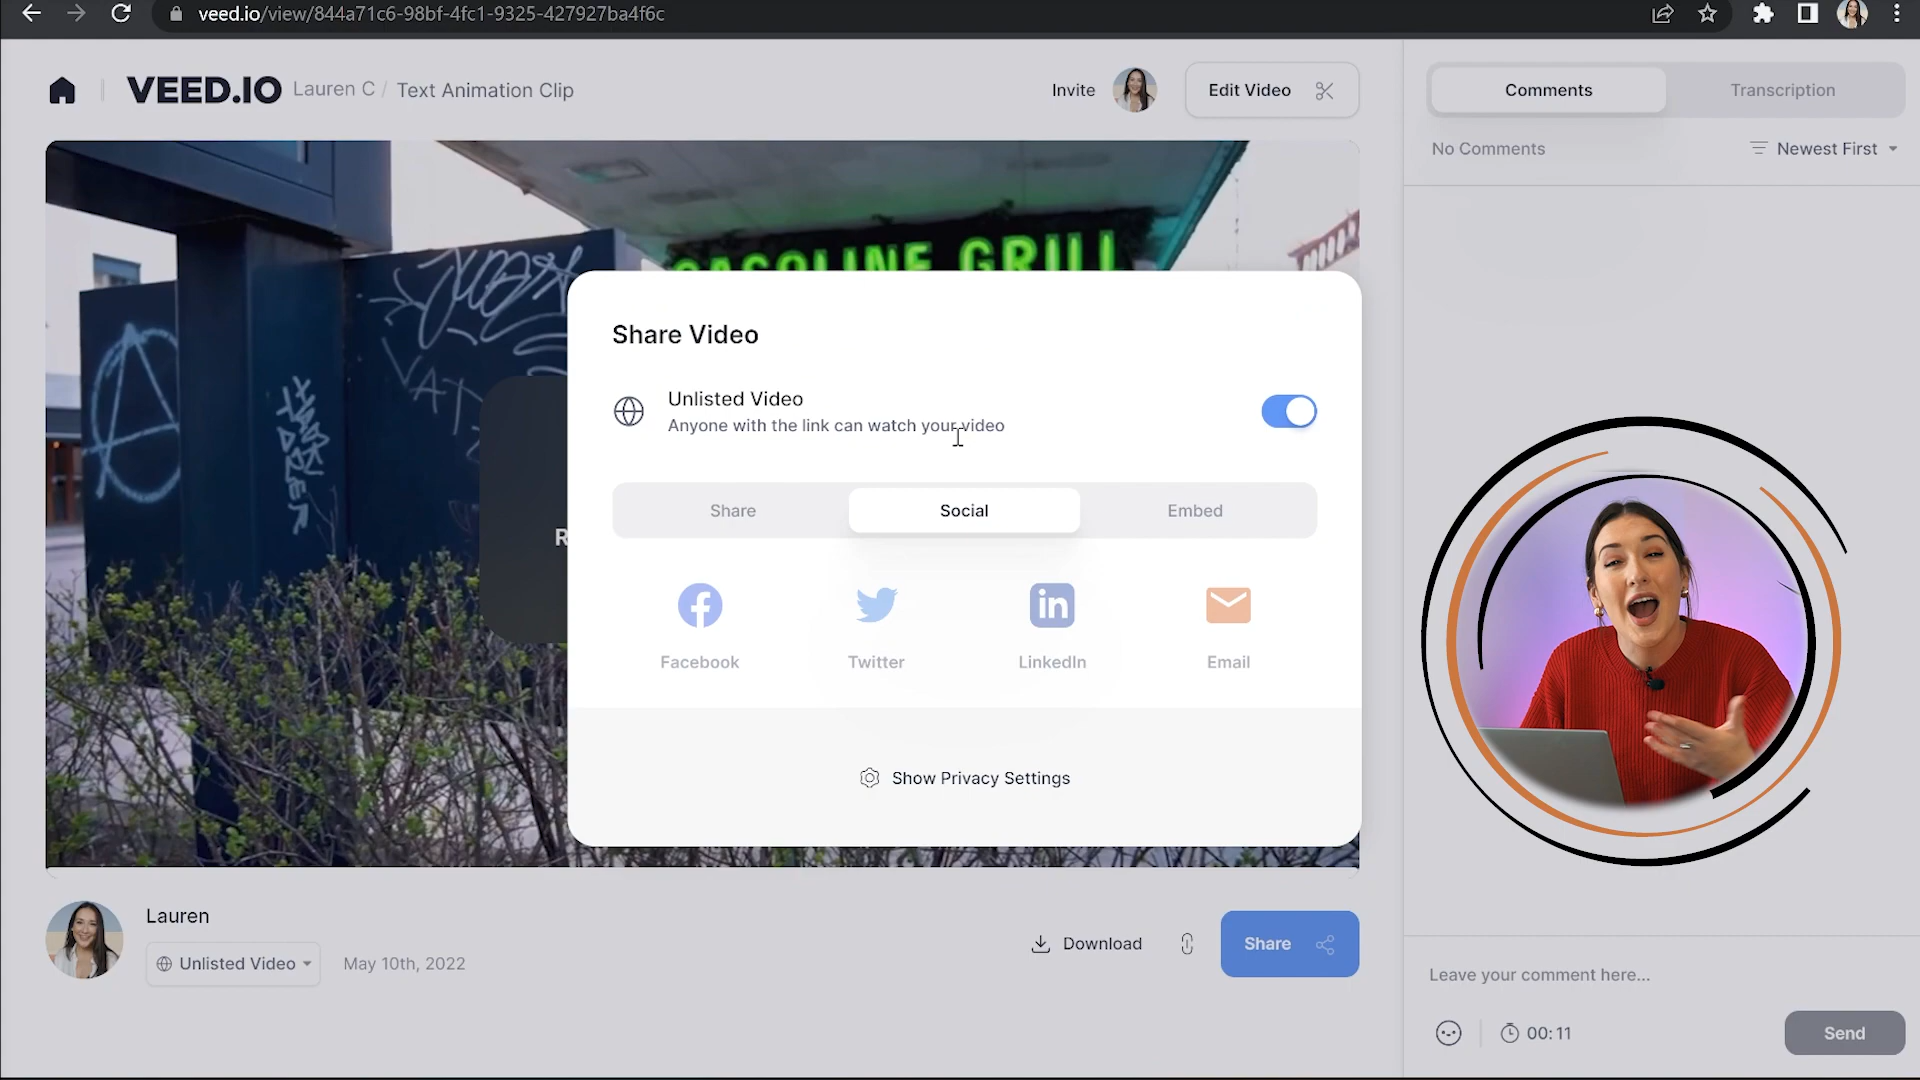 veed.io/view/844a71c6-98bf-4fc1-9325-427927ba4f6c
VEED.IO Lauren C / Text Animation Clip
Invite
Edit Video
Comments
Transcription
No Comments
Newest First
GASOLINE GRILL
Share Video
Unlisted Video
Anyone with the link can watch your video
Share
Social
Embed
R
Facebook
Twitter
LinkedIn
Email
Show Privacy Settings
Lauren
Unlisted Video
May 10th, 2022
Download
Share
Leave your comment here...
00:11
Send